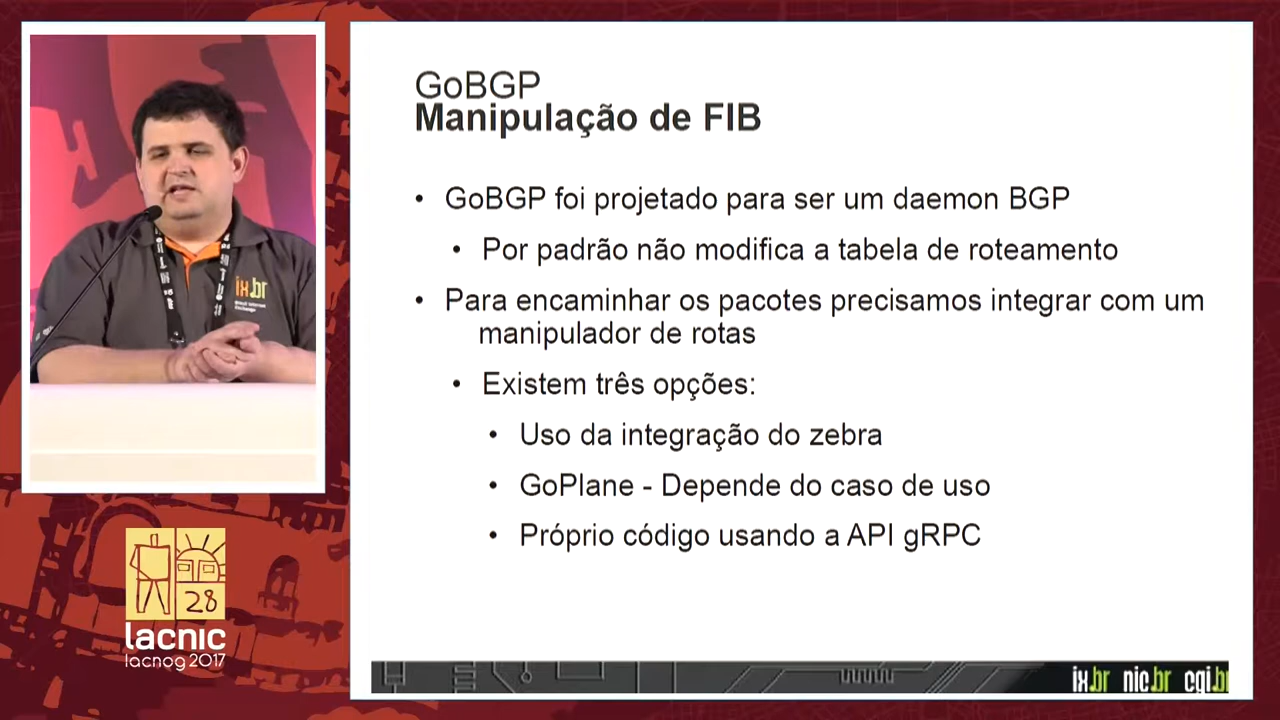 GoBGP
Manipulação de FIB
• GoBGP foi projetado para ser um daemon BGP
• Por padrão não modifica a tabela de roteamento
• Para encaminhar os pacotes precisamos integrar com um
manipulador de rotas
• Existem três opções:
• Uso da integração do zebra
• GoPlane - Depende do caso de uso
• Próprio código usando a API gRPC
ix.br
28
lacnic
lacnog 2017
ix.br nic.br cgi.br